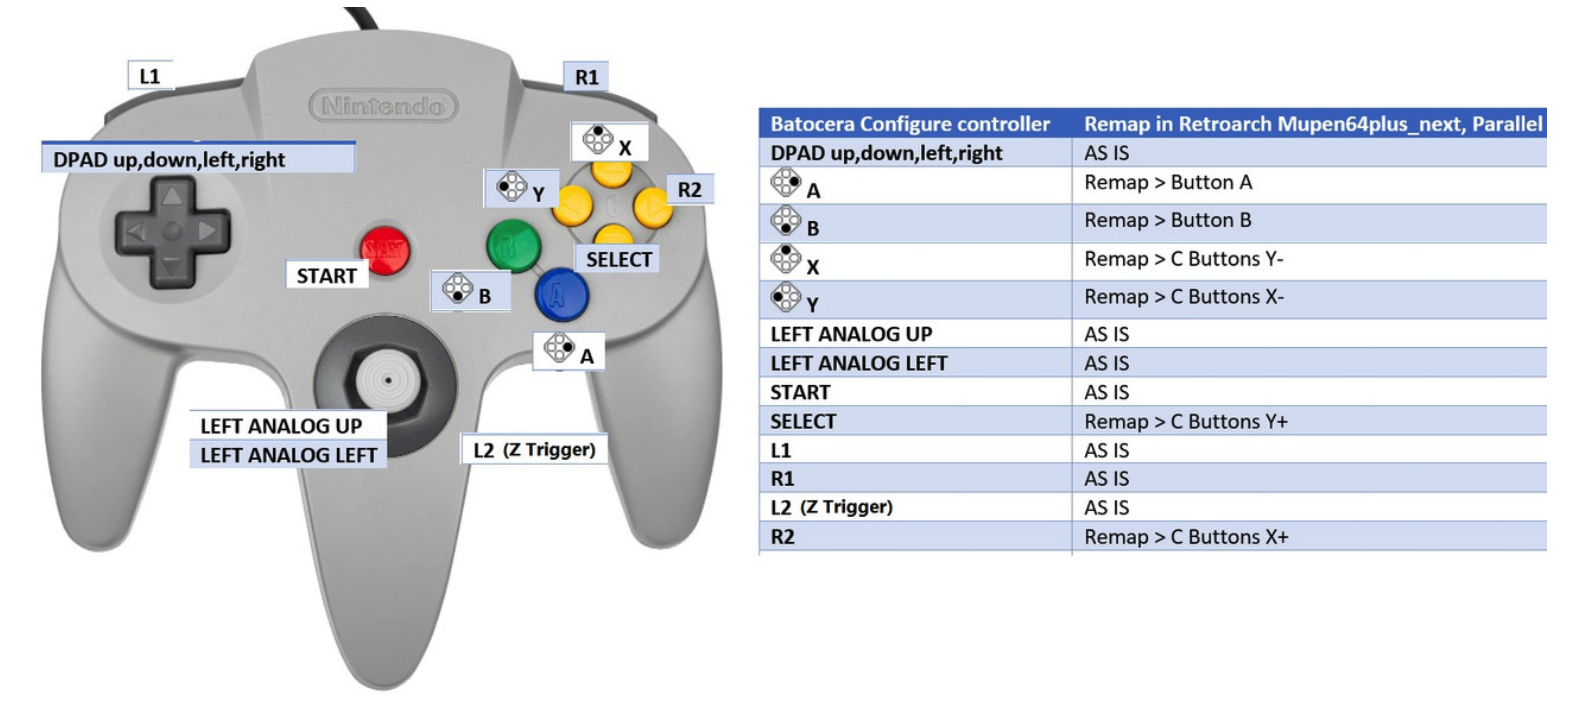 L1
R1
Nintendo
X
DPAD up,down,left,right
Y
R2
START
B
SELECT
START
B
A
A
LEFT ANALOG UP
LEFT ANALOG LEFT
L2 (Z Trigger)
Batocera Configure controller Remap in Retroarch Mupen64plus_next, Parallel
DPAD up,down,left,right AS IS
A Remap > Button A
B Remap > Button B
X Remap > C Buttons Y-
Y Remap > C Buttons X-
LEFT ANALOG UP AS IS
LEFT ANALOG LEFT AS IS
START AS IS
SELECT Remap > C Buttons Y+
L1 AS IS
R1 AS IS
L2 (Z Trigger) AS IS
R2 Remap > C Buttons X+